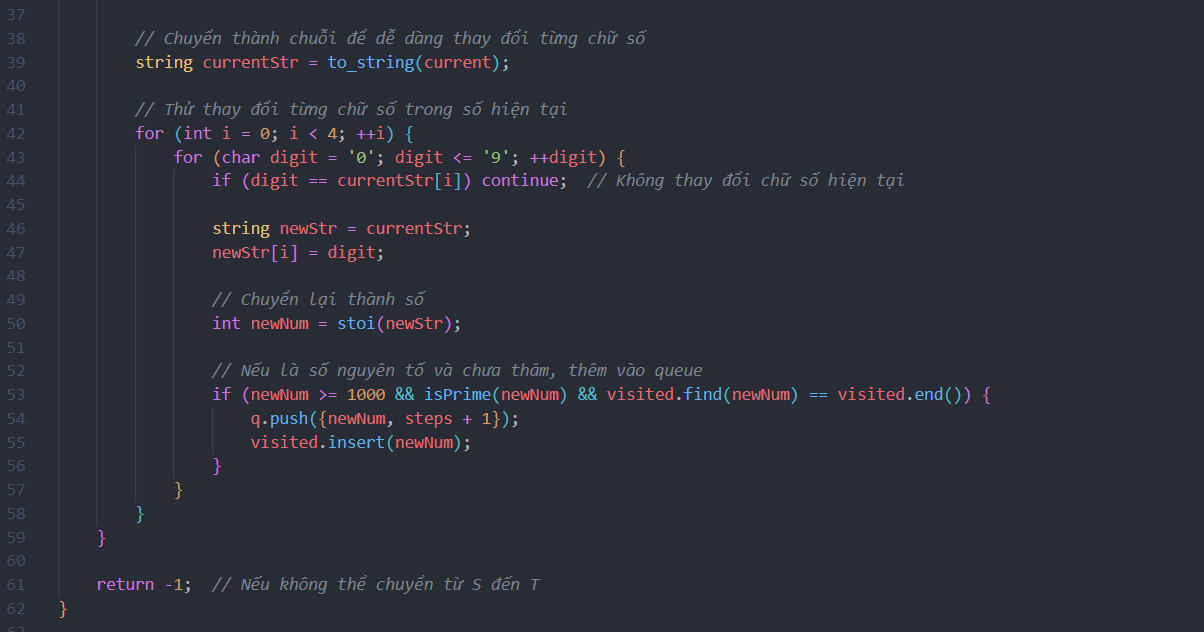 37
38 // Chuyển thành chuỗi để dễ dàng thay đổi từng chữ số
39 string currentStr = to_string(current);
40
41 // Thử thay đổi từng chữ số trong số hiện tại
42 for (int i = 0; i < 4; ++i) {
43 for (char digit = '0'; digit <= '9'; ++digit) {
44 if (digit == currentStr[i]) continue; // Không thay đổi chữ số hiện tại
45
46 string newStr = currentStr;
47 newStr[i] = digit;
48
49 // Chuyển lại thành số
50 int newNum = stoi(newStr);
51
52 // Nếu là số nguyên tố và chưa thăm, thêm vào queue
53 if (newNum >= 1000 && isPrime(newNum) && visited.find(newNum) == visited.end()) {
54 q.push({newNum, steps + 1});
55 visited.insert(newNum);
56 }
57 }
58 }
59 }
60
61 return -1; // Nếu không thể chuyển từ S đến T
62 }